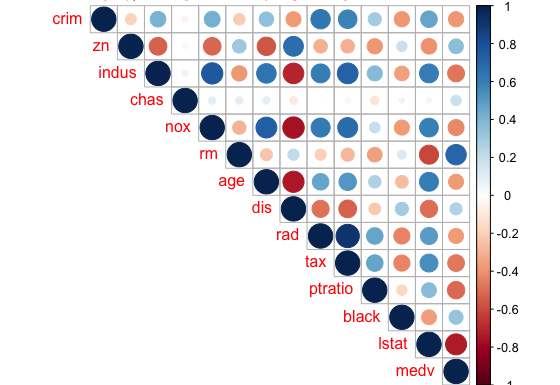 crim
zn
indus
chas
nox
rm
age
dis
rad
tax
ptratio
black
lstat
medv
1
0.8
0.6
0.4
0.2
0
-0.2
-0.4
-0.6
-0.8